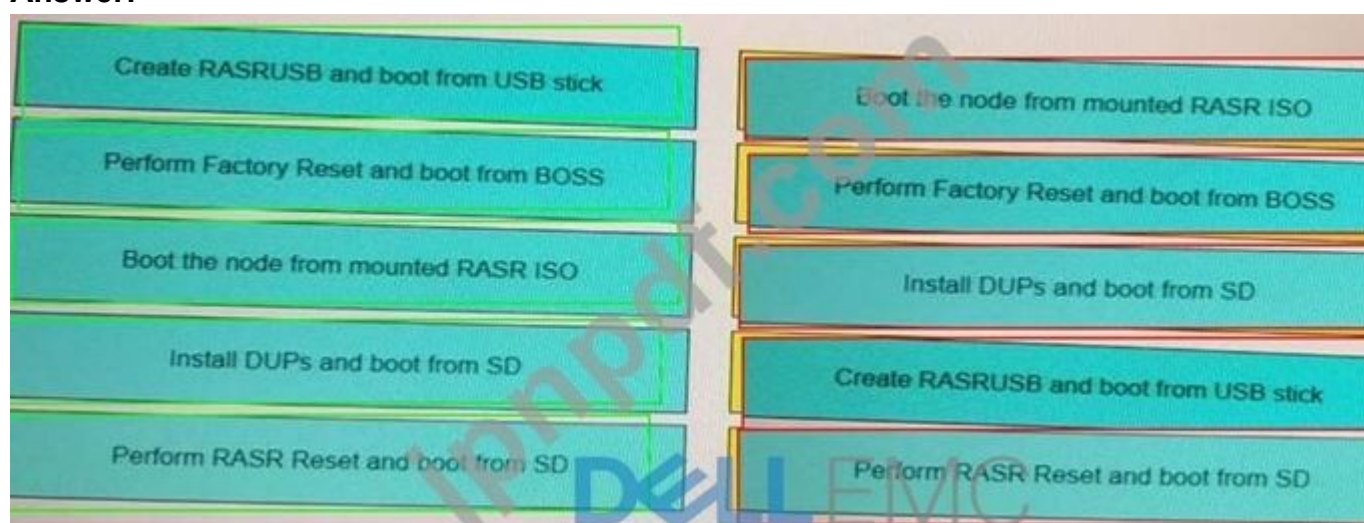 Create RASRUSB and boot from USB stick
Perform Factory Reset and boot from BOSS
Boot the node from mounted RASR ISO
Install DUPs and boot from SD
Perform RASR Reset and boot from SD
Boot the node from mounted RASR ISO
Perform Factory Reset and boot from BOSS
Install DUPs and boot from SD
Create RASRUSB and boot from USB stick
Perform RASR Reset and boot from SD
DELL EMC